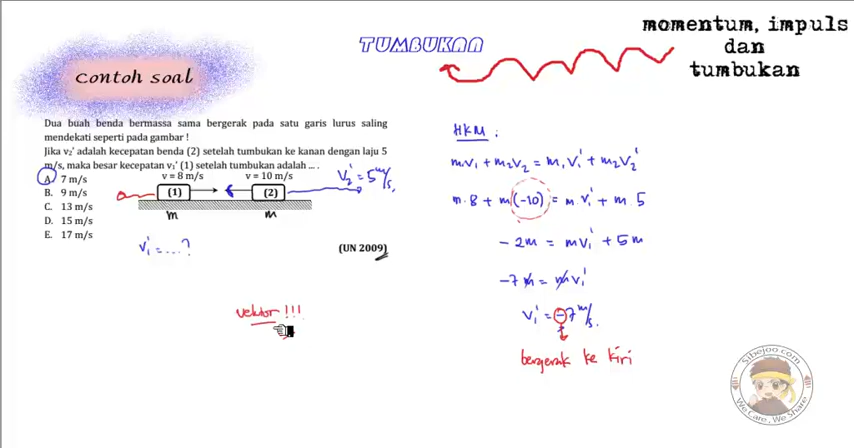 momentum, impuls
dan
tumbukan
TUMBUKAN
Contoh soal
Dua buah benda bermassa sama bergerak pada satu garis lurus saling
mendekati seperti pada gambar !
Jika v₂' adalah kecepatan benda (2) setelah tumbukan ke kanan dengan laju 5
m/s, maka besar kecepatan v₁' (1) setelah tumbukan adalah ... .
A. 7 m/s
B. 9 m/s
C. 13 m/s
D. 15 m/s
E. 17 m/s
v = 8 m/s
v = 10 m/s
v₂' = 5 m/s.
(1)
(2)
m
m
v₁' = ...?
(UN 2009)
vektor !!!
HKM :
m₁v₁ + m₂v₂ = m₁v₁' + m₂v₂'
m.8 + m(-10) = m v₁' + m.5
-2m = mv₁' + 5m
-7m = mv₁'
v₁' = -7 m/s.
bergerak ke kiri
Sibejoo.com
We Care, We Share